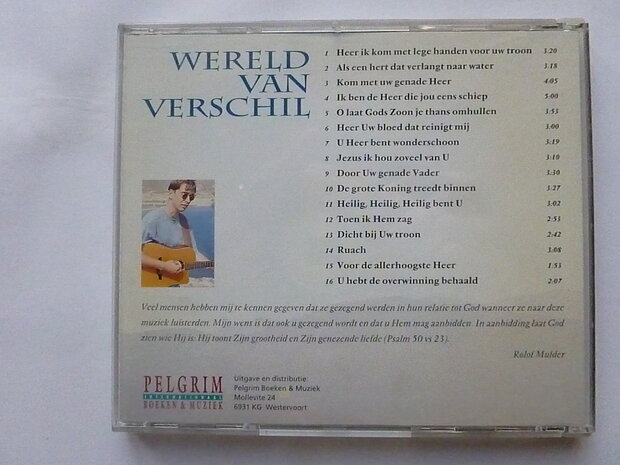 WERELD
VAN
VERSCHIL
1 Heer ik kom met lege handen voor uw troon 3:20
2 Als een hert dat verlangt naar water 3:18
3 Kom met uw genade Heer 4:05
4 Ik ben de Heer die jou eens schiep 5:00
5 O laat Gods Zoon je thans omhullen 3:53
6 Heer Uw bloed dat reinigt mij 3:00
7 U Heer bent wonderschoon 3:19
8 Jezus ik hou zoveel van U 3:10
9 Door Uw genade Vader 3:30
10 De grote Koning treedt binnen 3:27
11 Heilig, Heilig, Heilig bent U 3:02
12 Toen ik Hem zag 2:53
13 Dicht bij Uw troon 2:42
14 Ruach 3:08
15 Voor de allerhoogste Heer 1:53
16 U hebt de overwinning behaald 2:07
Veel mensen hebben mij te kennen gegeven dat ze gezegend werden in hun relatie tot God wanneer ze naar deze
muziek luisterden. Mijn wens is dat ook u gezegend wordt en dat u Hem mag aanbidden. In aanbidding laat God
zien wie Hij is: Hij toont Zijn grootheid en Zijn genezende liefde (Psalm 50 vs 23).
Ralof Mulder
PELGRIM
INTERNATIONAAL
BOEKEN & MUZIEK
Uitgave en distributie:
Pelgrim Boeken & Muziek
Mollevite 24
6931 KG Westervoort